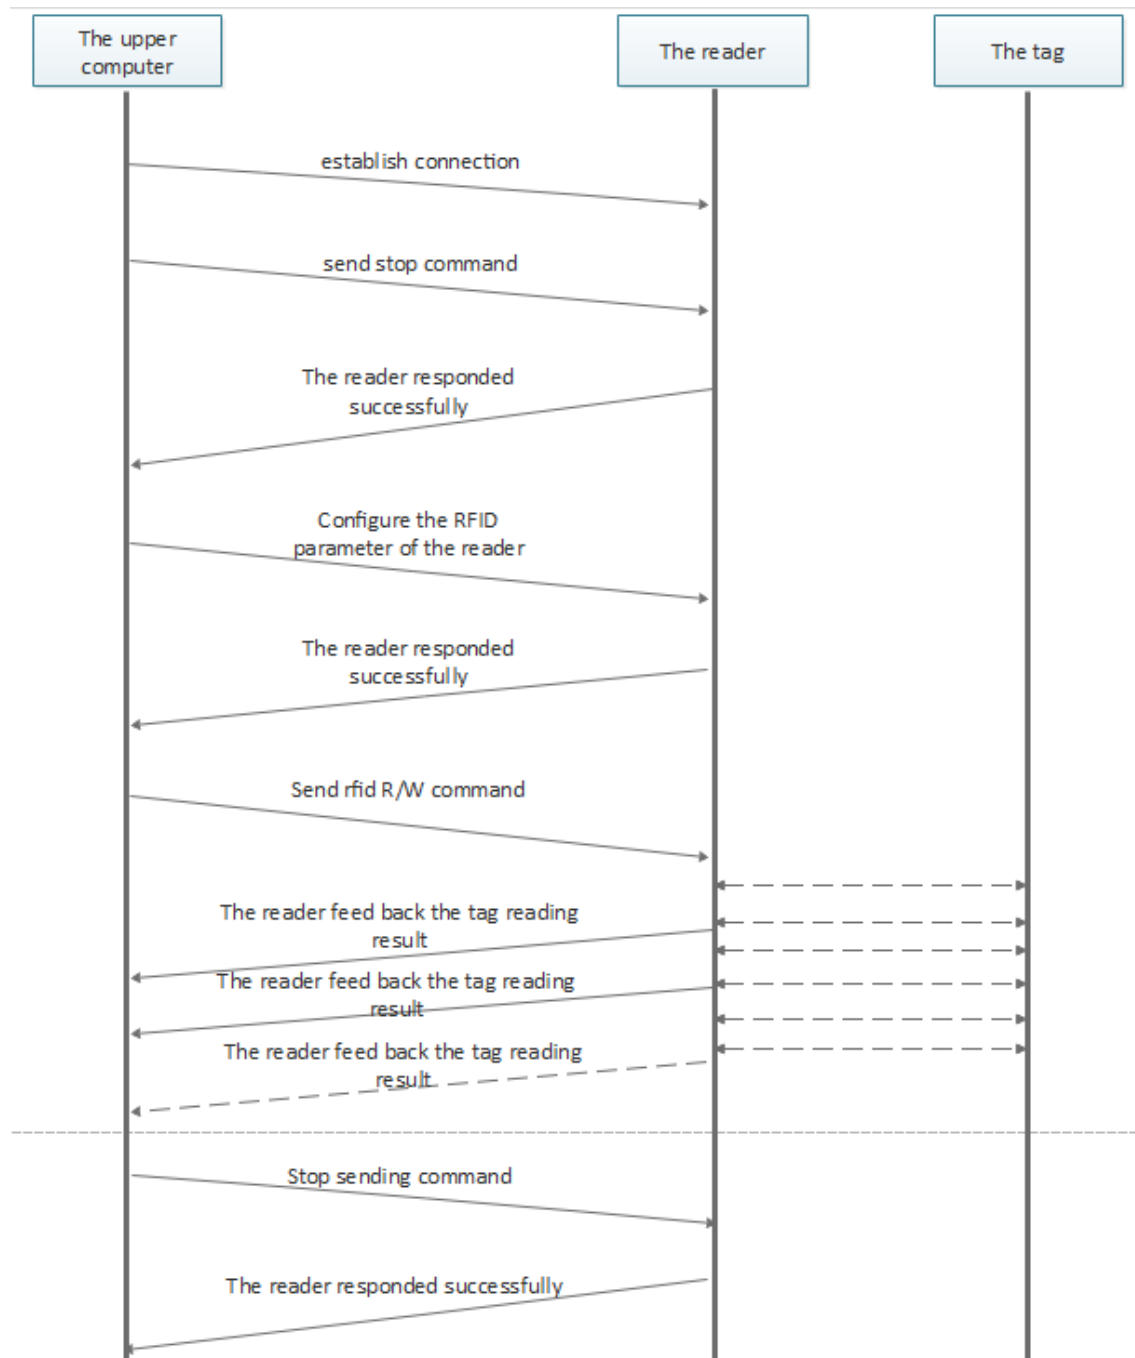 The upper
computer
The reader
The tag
establish connection
send stop command
The reader responded
successfully
Configure the RFID
parameter of the reader
The reader responded
successfully
Send rfid R/W command
The reader feed back the tag reading
result
The reader feed back the tag reading
result
The reader feed back the tag reading
result
Stop sending command
The reader responded successfully